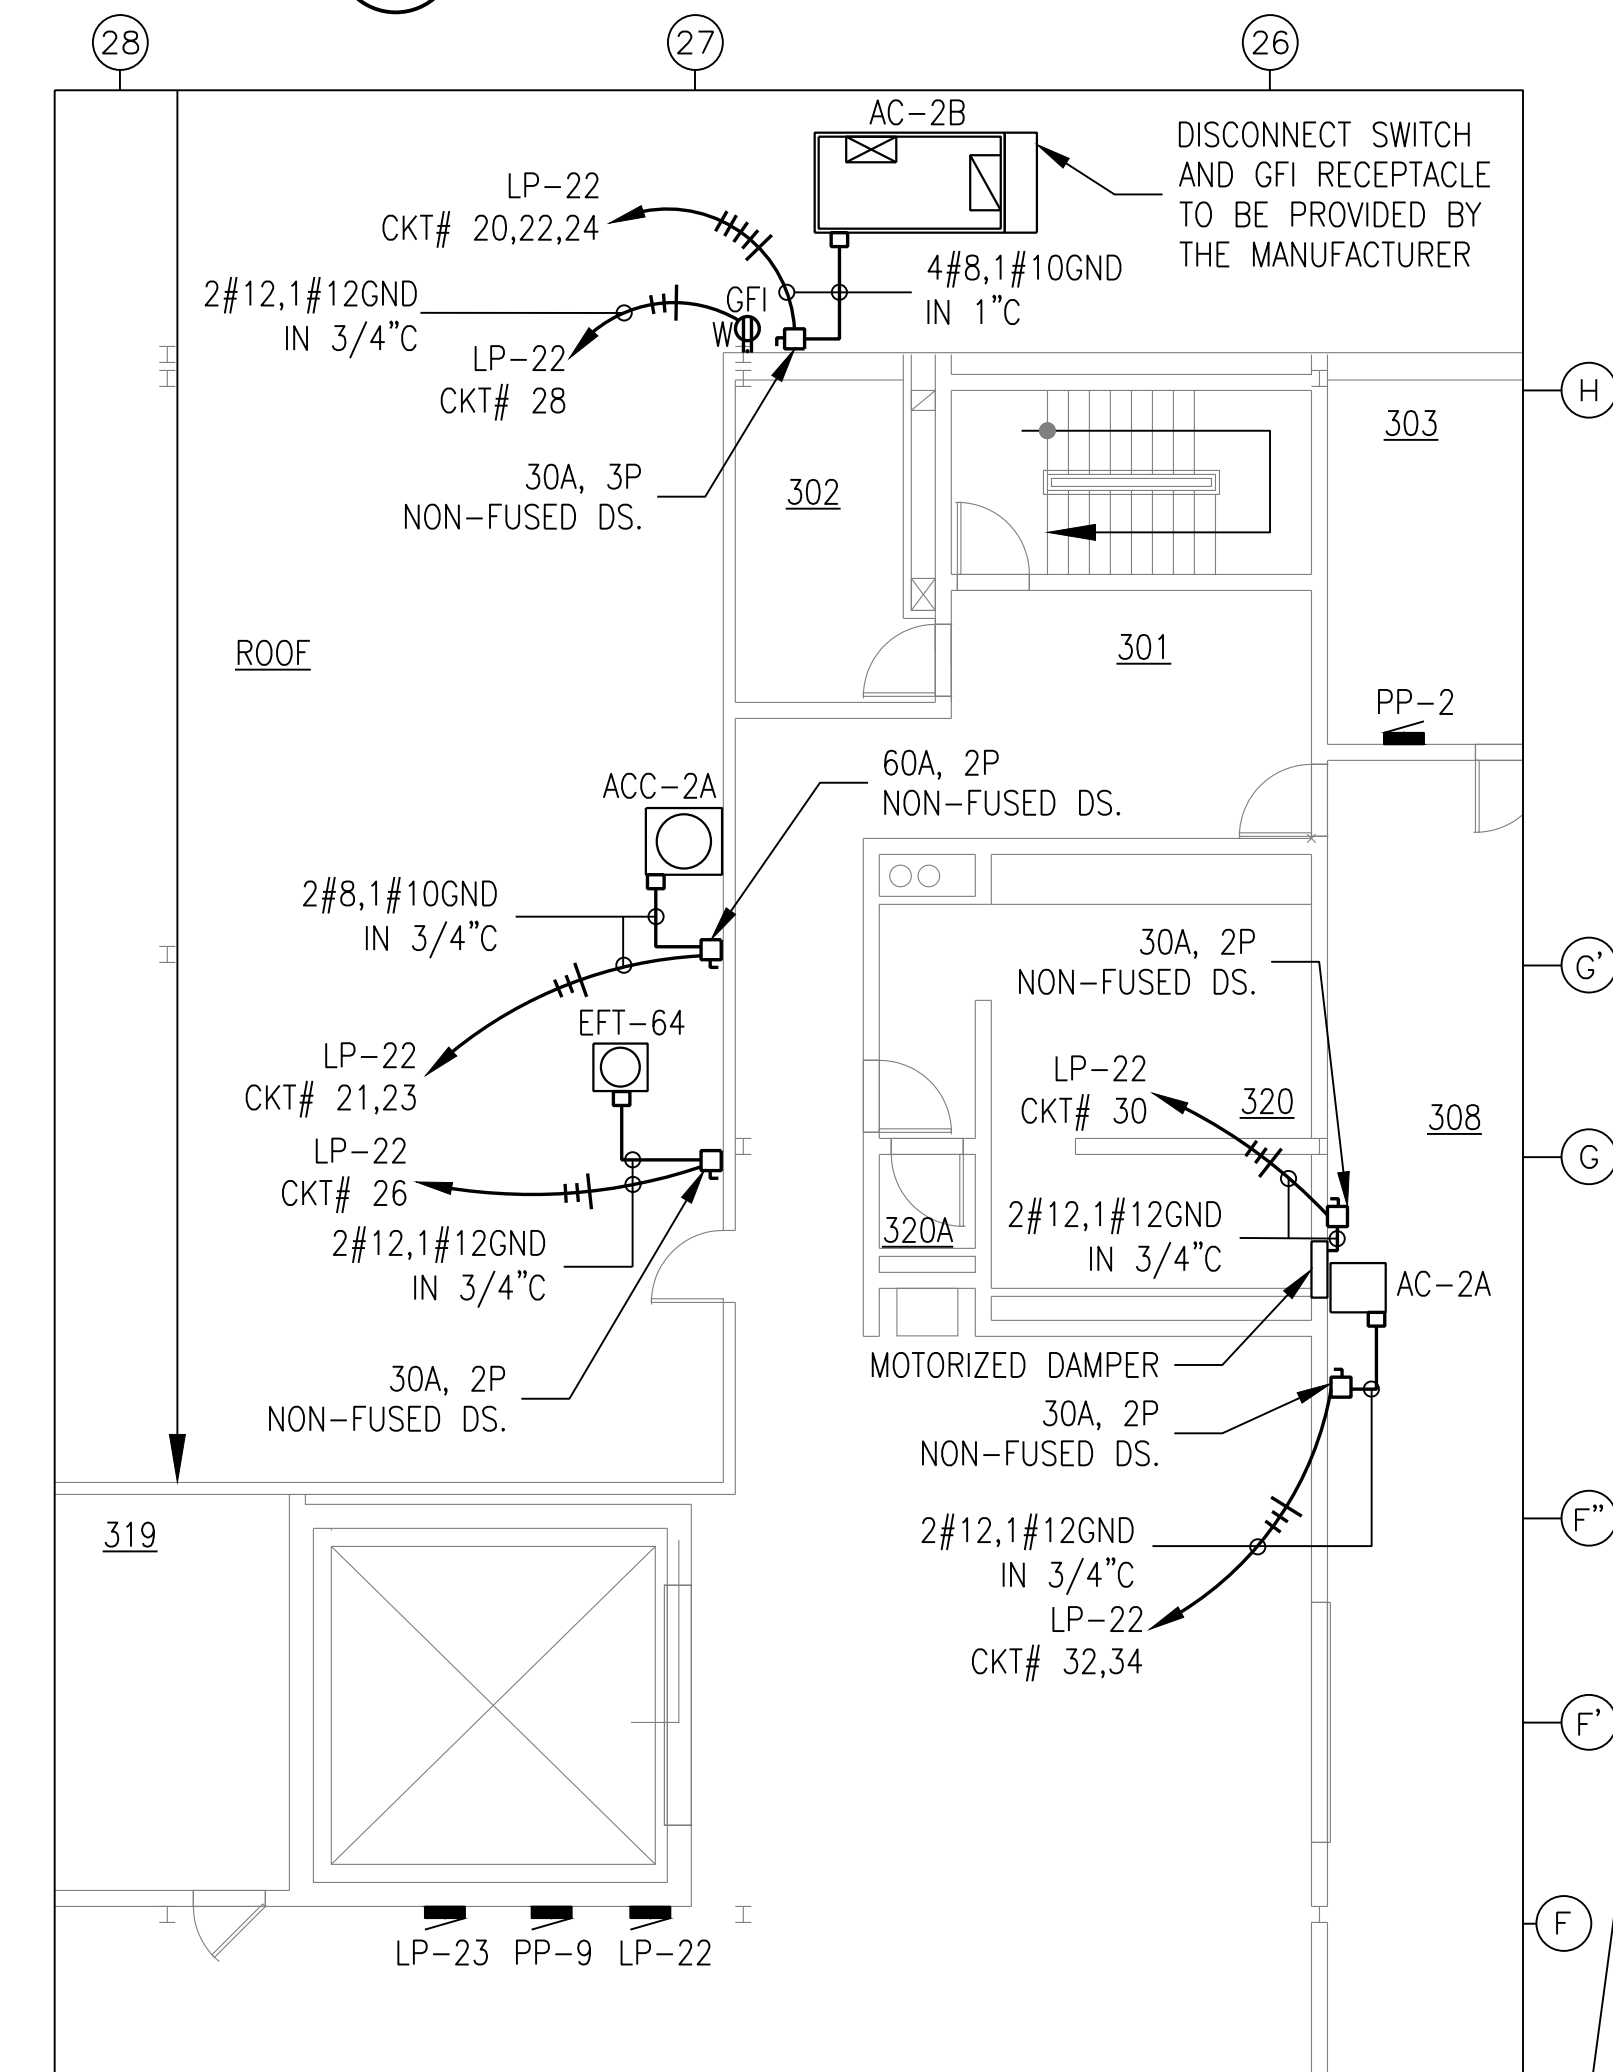 28
27
26
AC-2B
DISCONNECT SWITCH
AND GFI RECEPTACLE
TO BE PROVIDED BY
THE MANUFACTURER
LP-22
CKT# 20,22,24
4#8,1#10GND
IN 1"C
2#12,1#12GND
IN 3/4"C
GFI
W
LP-22
CKT# 28
H
303
30A, 3P
NON-FUSED DS.
302
ROOF
301
PP-2
60A, 2P
NON-FUSED DS.
ACC-2A
2#8,1#10GND
IN 3/4"C
30A, 2P
NON-FUSED DS.
G'
EFT-64
LP-22
CKT# 21,23
LP-22
CKT# 30
320
308
G
LP-22
CKT# 26
2#12,1#12GND
IN 3/4"C
320A
2#12,1#12GND
IN 3/4"C
AC-2A
MOTORIZED DAMPER
30A, 2P
NON-FUSED DS.
30A, 2P
NON-FUSED DS.
319
2#12,1#12GND
IN 3/4"C
F"
LP-22
CKT# 32,34
F'
F
LP-23
PP-9
LP-22